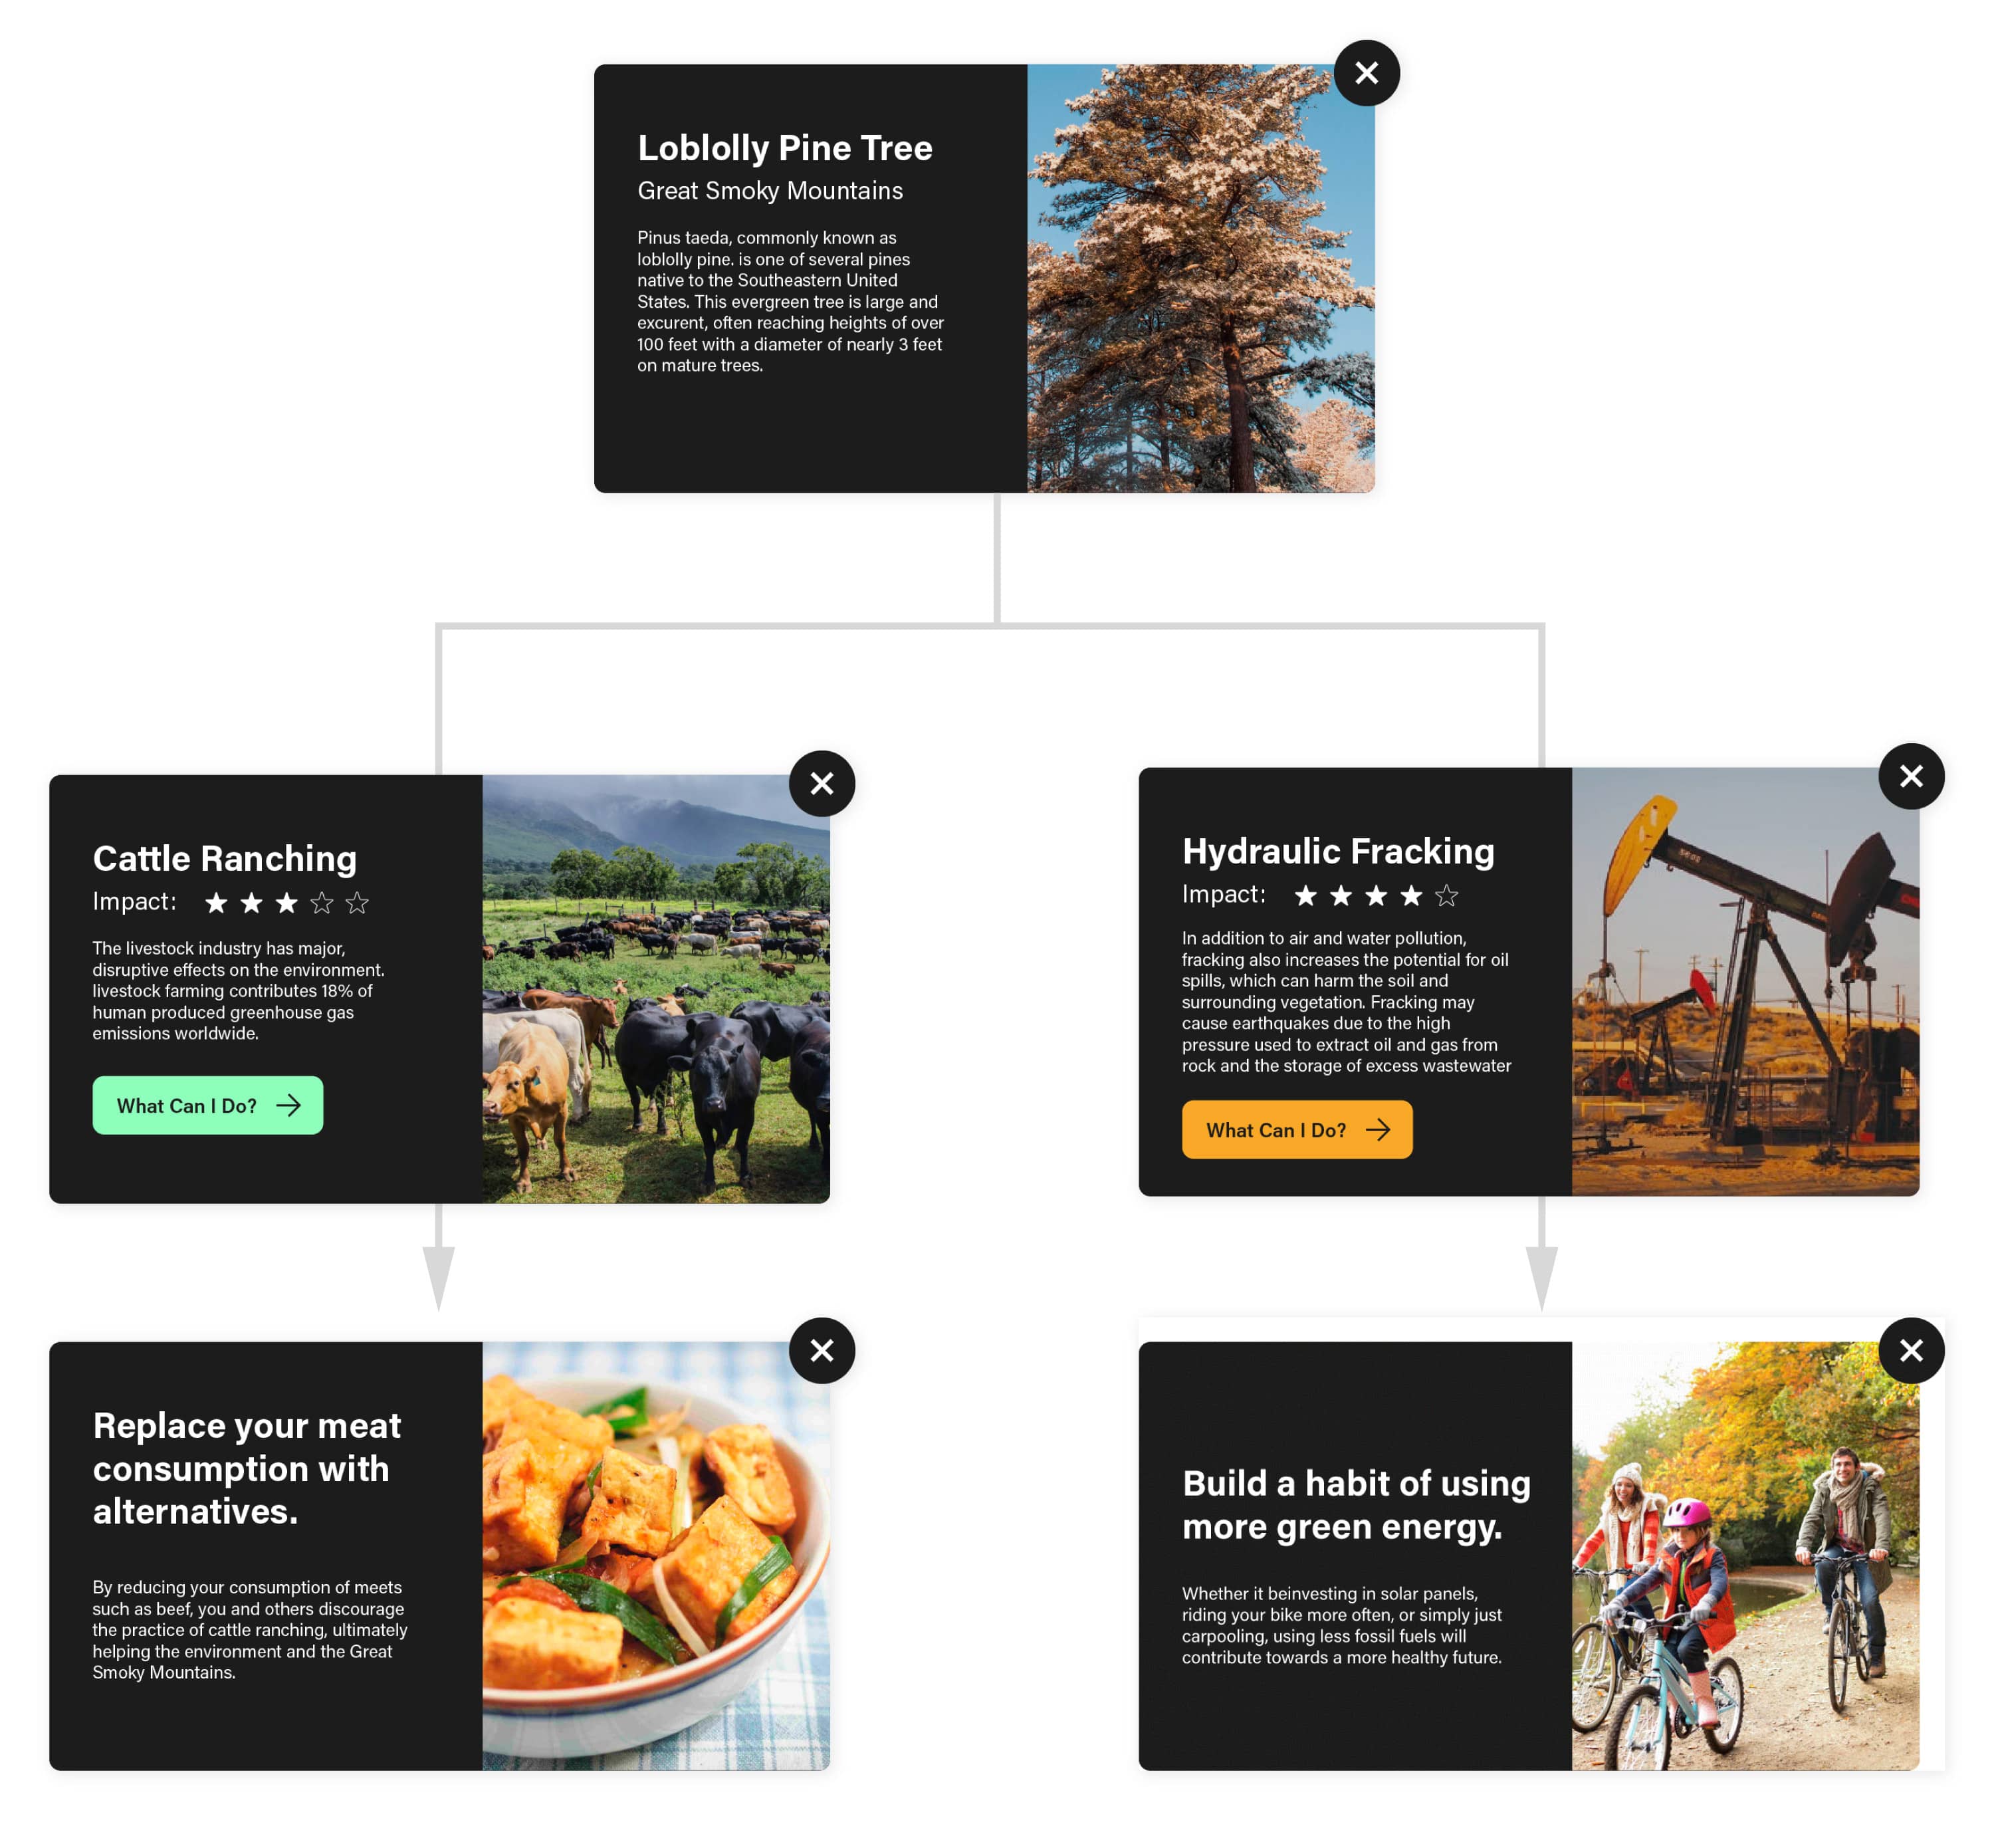 Loblolly Pine Tree
Great Smoky Mountains
Pinus taeda, commonly known as
loblolly pine. is one of several pines
native to the Southeastern United
States. This evergreen tree is large and
excurent, often reaching heights of over
100 feet with a diameter of nearly 3 feet
on mature trees.
Cattle Ranching
Impact:
The livestock industry has major,
disruptive effects on the environment.
livestock farming contributes 18% of
human produced greenhouse gas
emissions worldwide.
What Can I Do?
Hydraulic Fracking
Impact:
In addition to air and water pollution,
fracking also increases the potential for oil
spills, which can harm the soil and
surrounding vegetation. Fracking may
cause earthquakes due to the high
pressure used to extract oil and gas from
rock and the storage of excess wastewater
What Can I Do?
Replace your meat
consumption with
alternatives.
By reducing your consumption of meets
such as beef, you and others discourage
the practice of cattle ranching, ultimately
helping the environment and the Great
Smoky Mountains.
Build a habit of using
more green energy.
Whether it beinvesting in solar panels,
riding your bike more often, or simply just
carpooling, using less fossil fuels will
contribute towards a more healthy future.